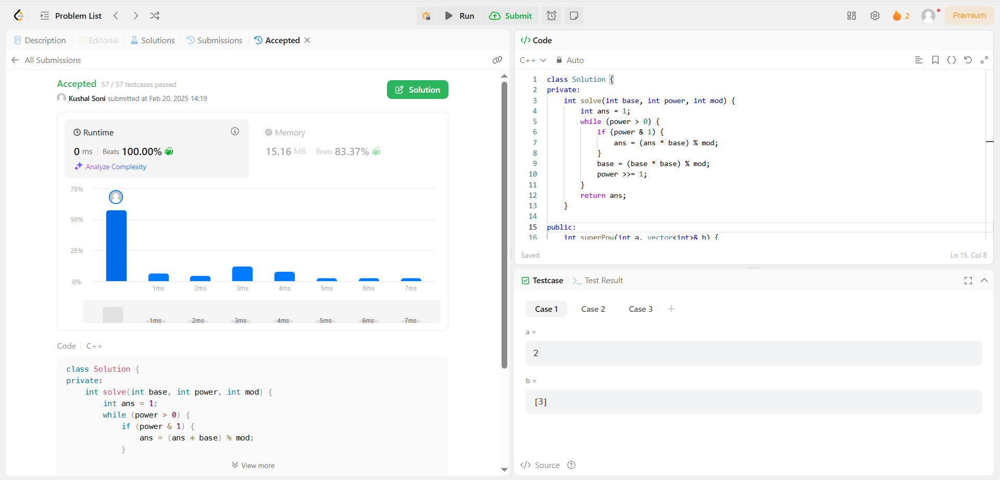 Problem List
Run
Submit
2
Premium
Description
Editorial
Solutions
Submissions
Accepted
All Submissions
Accepted 57 / 57 testcases passed
Kushal Soni submitted at Feb 20, 2025 14:19
Solution
Runtime
0 ms Beats 100.00%
Analyze Complexity
Memory
15.16 MB Beats 83.37%
75%
50%
25%
0%
1ms 2ms 3ms 4ms 5ms 6ms 7ms
1ms 2ms 3ms 4ms 5ms 6ms 7ms
Code C++
class Solution {
private:
    int solve(int base, int power, int mod) {
        int ans = 1;
        while (power > 0) {
            if (power & 1) {
                ans = (ans * base) % mod;
            }
View more
</> Code
C++ Auto
1 class Solution {
2 private:
3     int solve(int base, int power, int mod) {
4         int ans = 1;
5         while (power > 0) {
6             if (power & 1) {
7                 ans = (ans * base) % mod;
8             }
9             base = (base * base) % mod;
10             power >>= 1;
11         }
12         return ans;
13     }
14
15 public:
16     int superPow(int a, vector<int>& b) {
Saved
Ln 15, Col 8
Testcase
Test Result
Case 1
Case 2
Case 3
a =
2
b =
[3]
</> Source